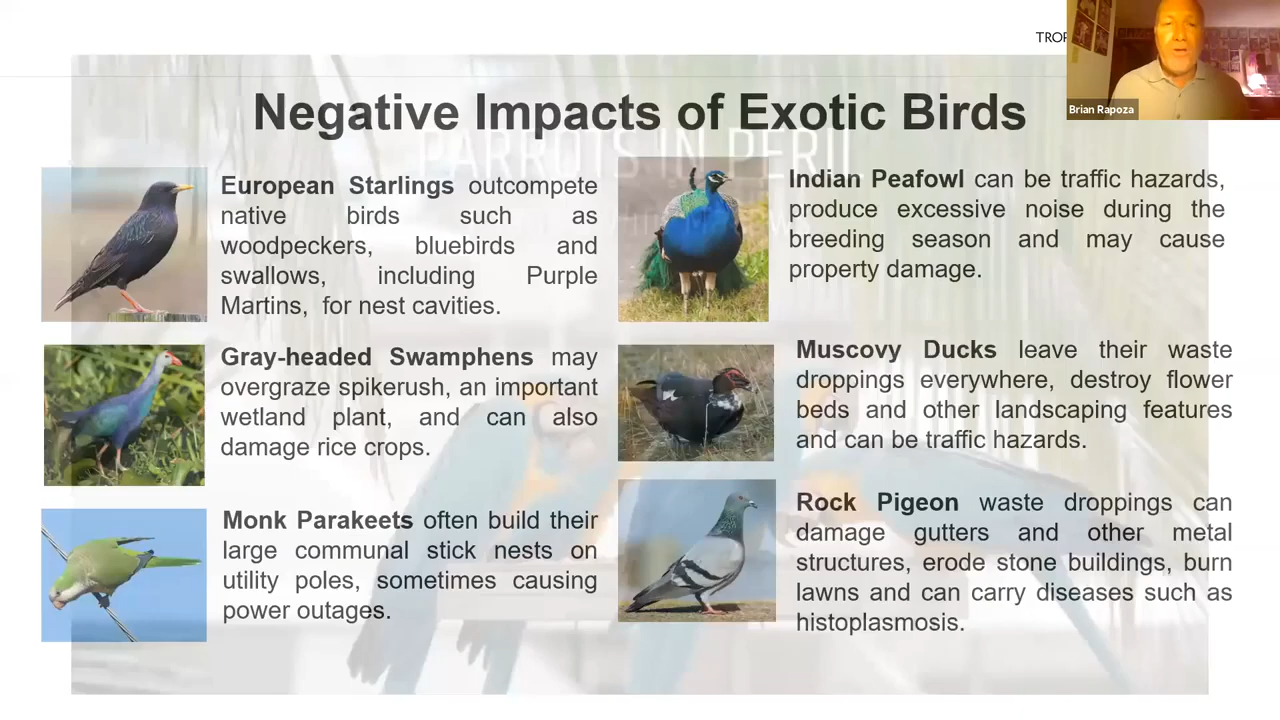 TROP
Brian Rapoza
Negative Impacts of Exotic Birds
PARROTS IN PERIL
European Starlings outcompete
native birds such as
woodpeckers, bluebirds and
swallows, including Purple
Martins, for nest cavities.
Gray-headed Swamphens may
overgraze spikerush, an important
wetland plant, and can also
damage rice crops.
Monk Parakeets often build their
large communal stick nests on
utility poles, sometimes causing
power outages.
Indian Peafowl can be traffic hazards,
produce excessive noise during the
breeding season and may cause
property damage.
Muscovy Ducks leave their waste
droppings everywhere, destroy flower
beds and other landscaping features
and can be traffic hazards.
Rock Pigeon waste droppings can
damage gutters and other metal
structures, erode stone buildings, burn
lawns and can carry diseases such as
histoplasmosis.